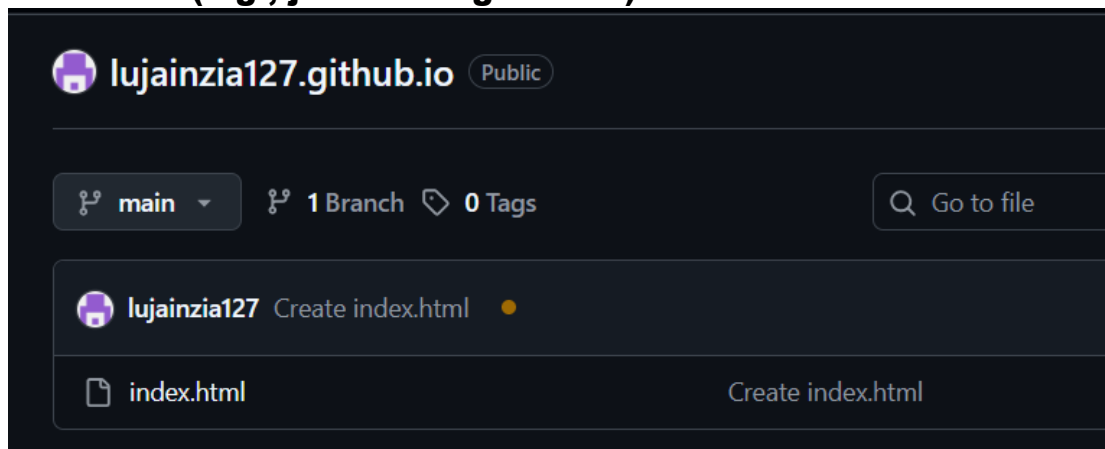 lujainzia127.github.io Public
main 1 Branch 0 Tags Go to file
lujainzia127 Create index.html
index.html Create index.html